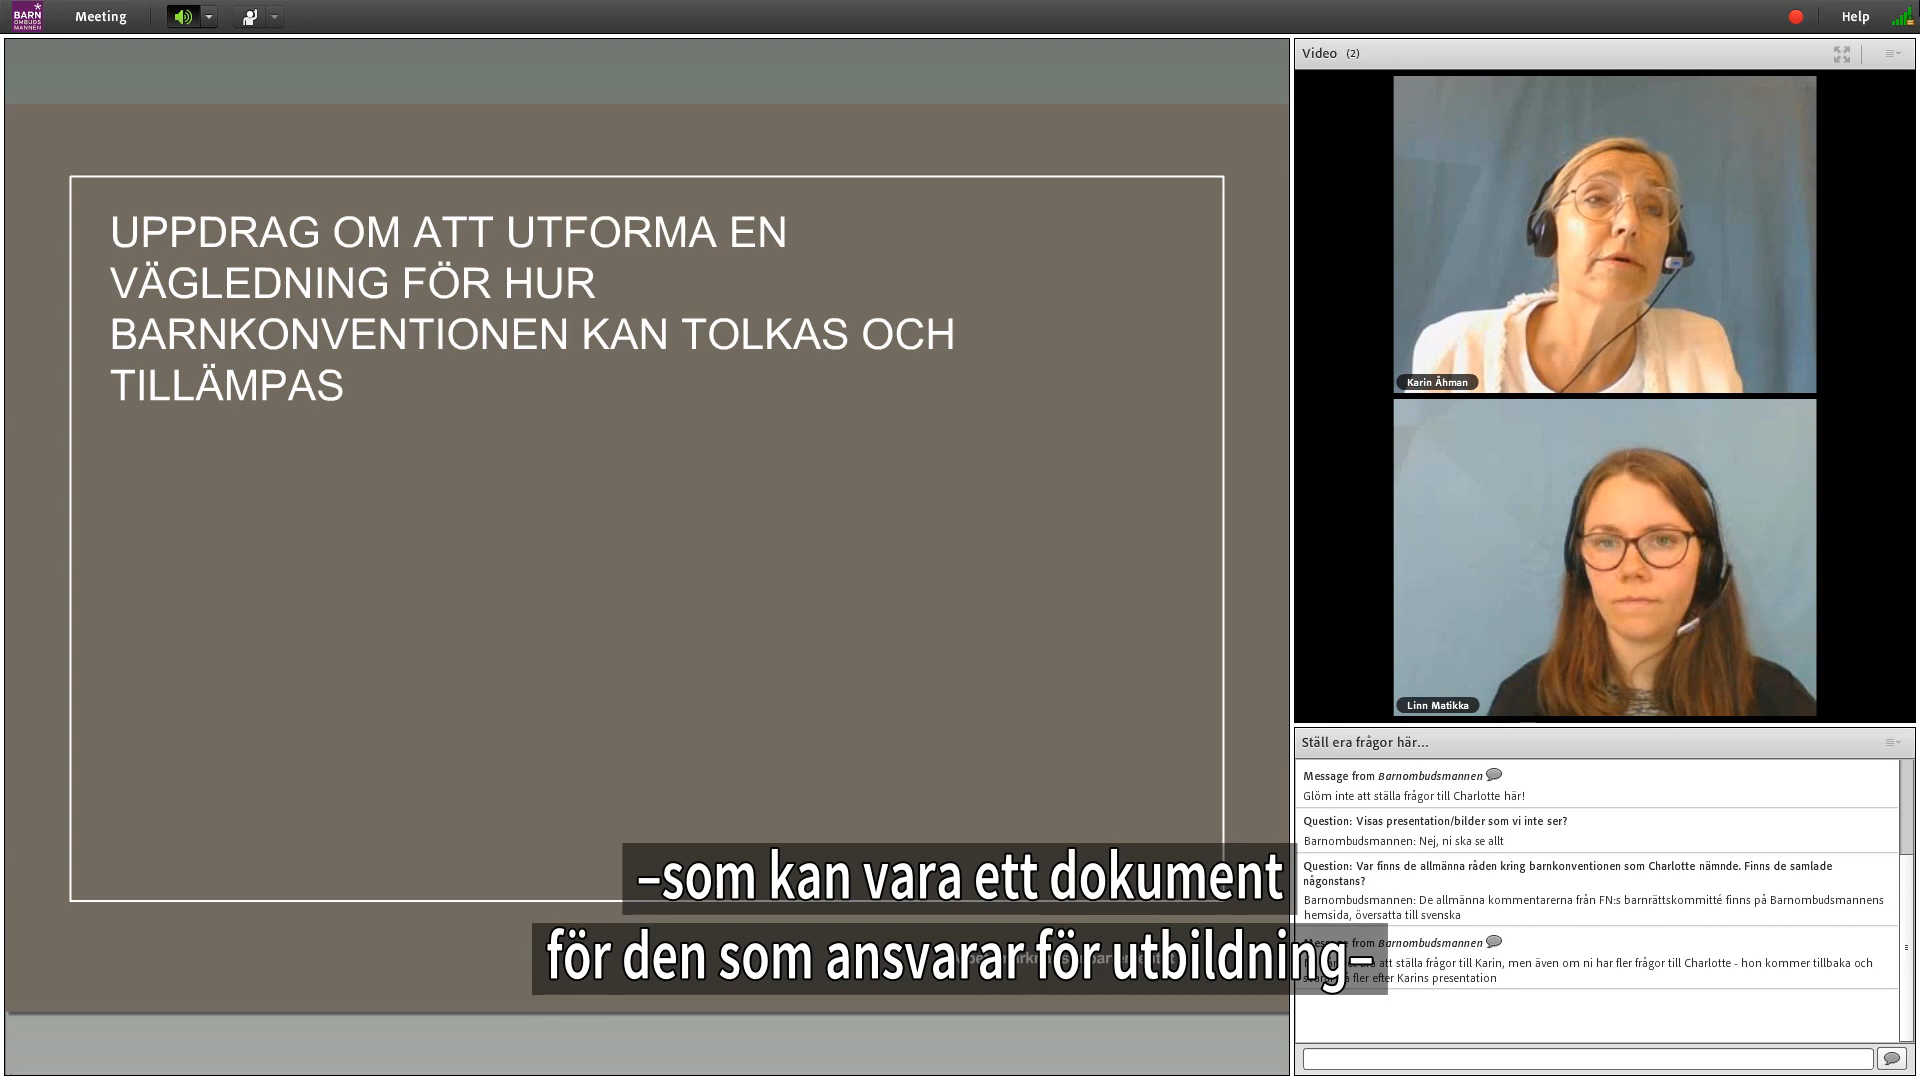 BARN
OMBUDS
MANNEN
Meeting
Help
UPPDRAG OM ATT UTFORMA EN
VÄGLEDNING FÖR HUR
BARNKONVENTIONEN KAN TOLKAS OCH
TILLÄMPAS
–som kan vara ett dokument
för den som ansvarar för utbildning–
Video (2)
Karin Åhman
Linn Matikka
Ställ era frågor här...
Message from Barnombudsmannen
Glöm inte att ställa frågor till Charlotte här!
Question: Visas presentation/bilder som vi inte ser?
Barnombudsmannen: Nej, ni ska se allt
Question: Var finns de allmänna råden kring barnkonventionen som Charlotte nämnde. Finns de samlade
någonstans?
Barnombudsmannen: De allmänna kommentarerna från FN:s barnrättskommitté finns på Barnombudsmannens
hemsida, översatta till svenska
Message from Barnombudsmannen
att ställa frågor till Karin, men även om ni har fler frågor till Charlotte - hon kommer tillbaka och
fler efter Karins presentation